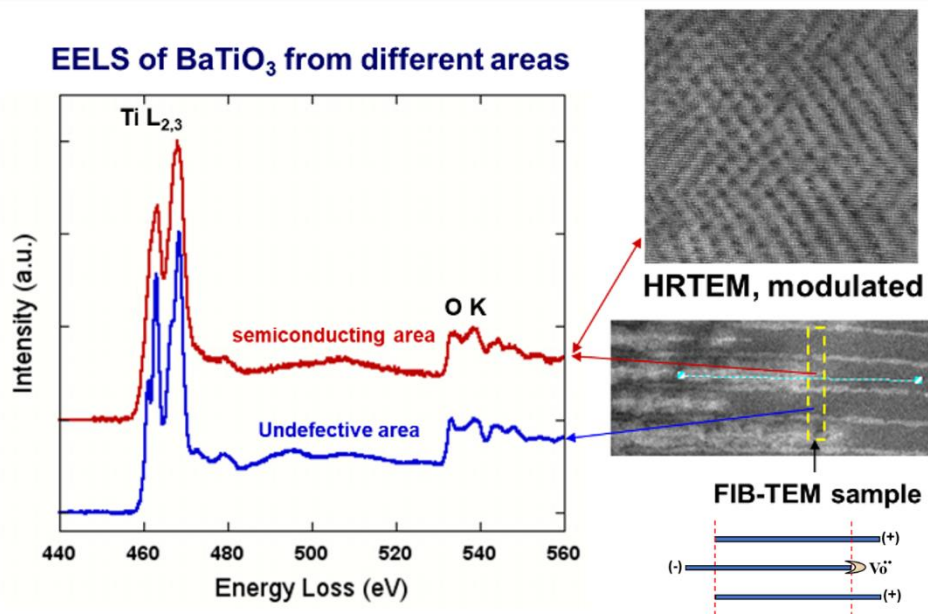 EELS of BaTiO₃ from different areas
Ti L₂,₃
O K
semiconducting area
Undefective area
Intensity (a.u.)
440 460 480 500 520 540 560
Energy Loss (eV)
HRTEM, modulated
FIB-TEM sample
(+)
(-) Vö˙˙
(+)